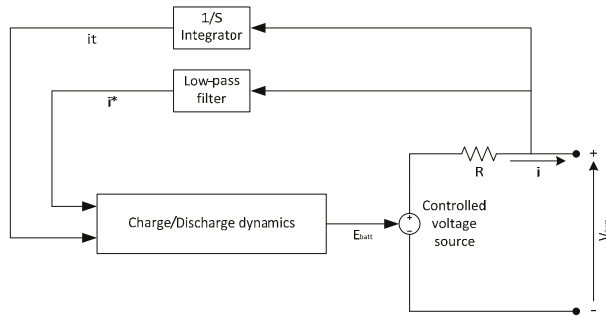 1/S
Integrator
it
Low-pass
filter
i*
R
i
+
Charge/Discharge dynamics
Ebatt
+
-
Controlled
voltage
source
−